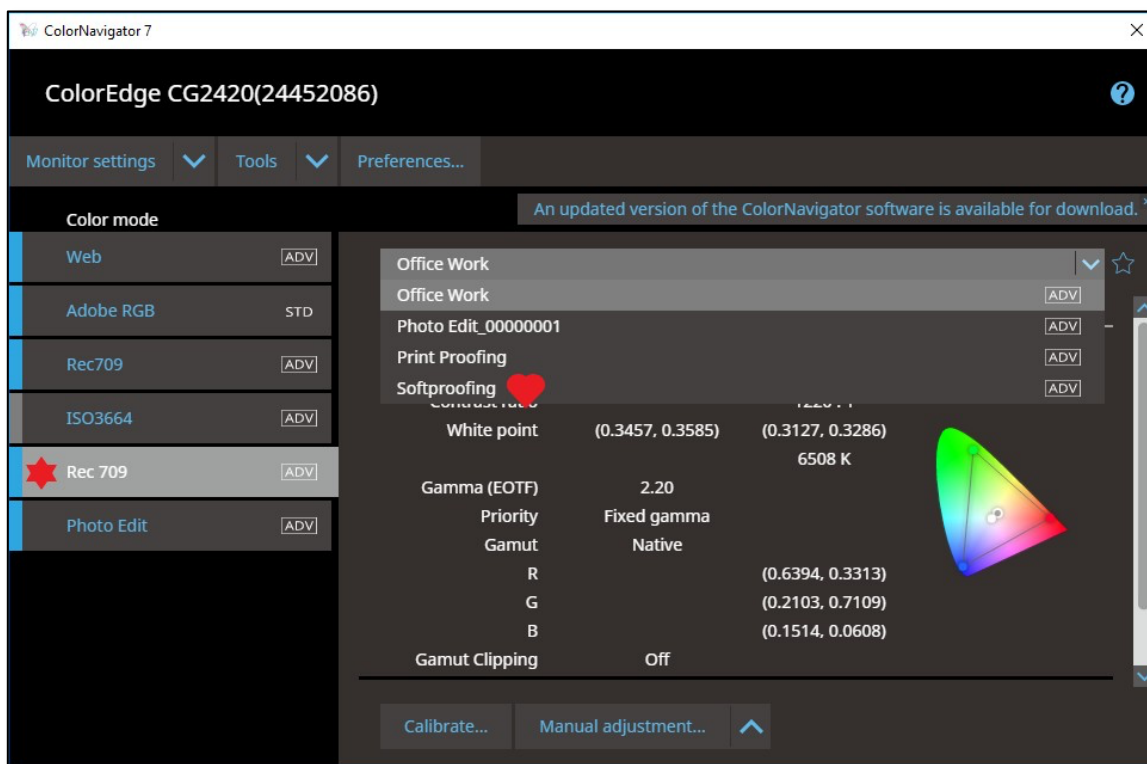 ColorNavigator 7
ColorEdge CG2420(24452086)
Monitor settings Tools Preferences...
An updated version of the ColorNavigator software is available for download.
Color mode
Web ADV
Adobe RGB STD
Rec709 ADV
ISO3664 ADV
Rec 709 ADV
Photo Edit ADV
Office Work
Office Work ADV
Photo Edit_00000001 ADV
Print Proofing ADV
Softproofing ADV
Contrast ratio 1220 : 1
White point (0.3457, 0.3585) (0.3127, 0.3286)
6508 K
Gamma (EOTF) 2.20
Priority Fixed gamma
Gamut Native
R (0.6394, 0.3313)
G (0.2103, 0.7109)
B (0.1514, 0.0608)
Gamut Clipping Off
Calibrate... Manual adjustment...